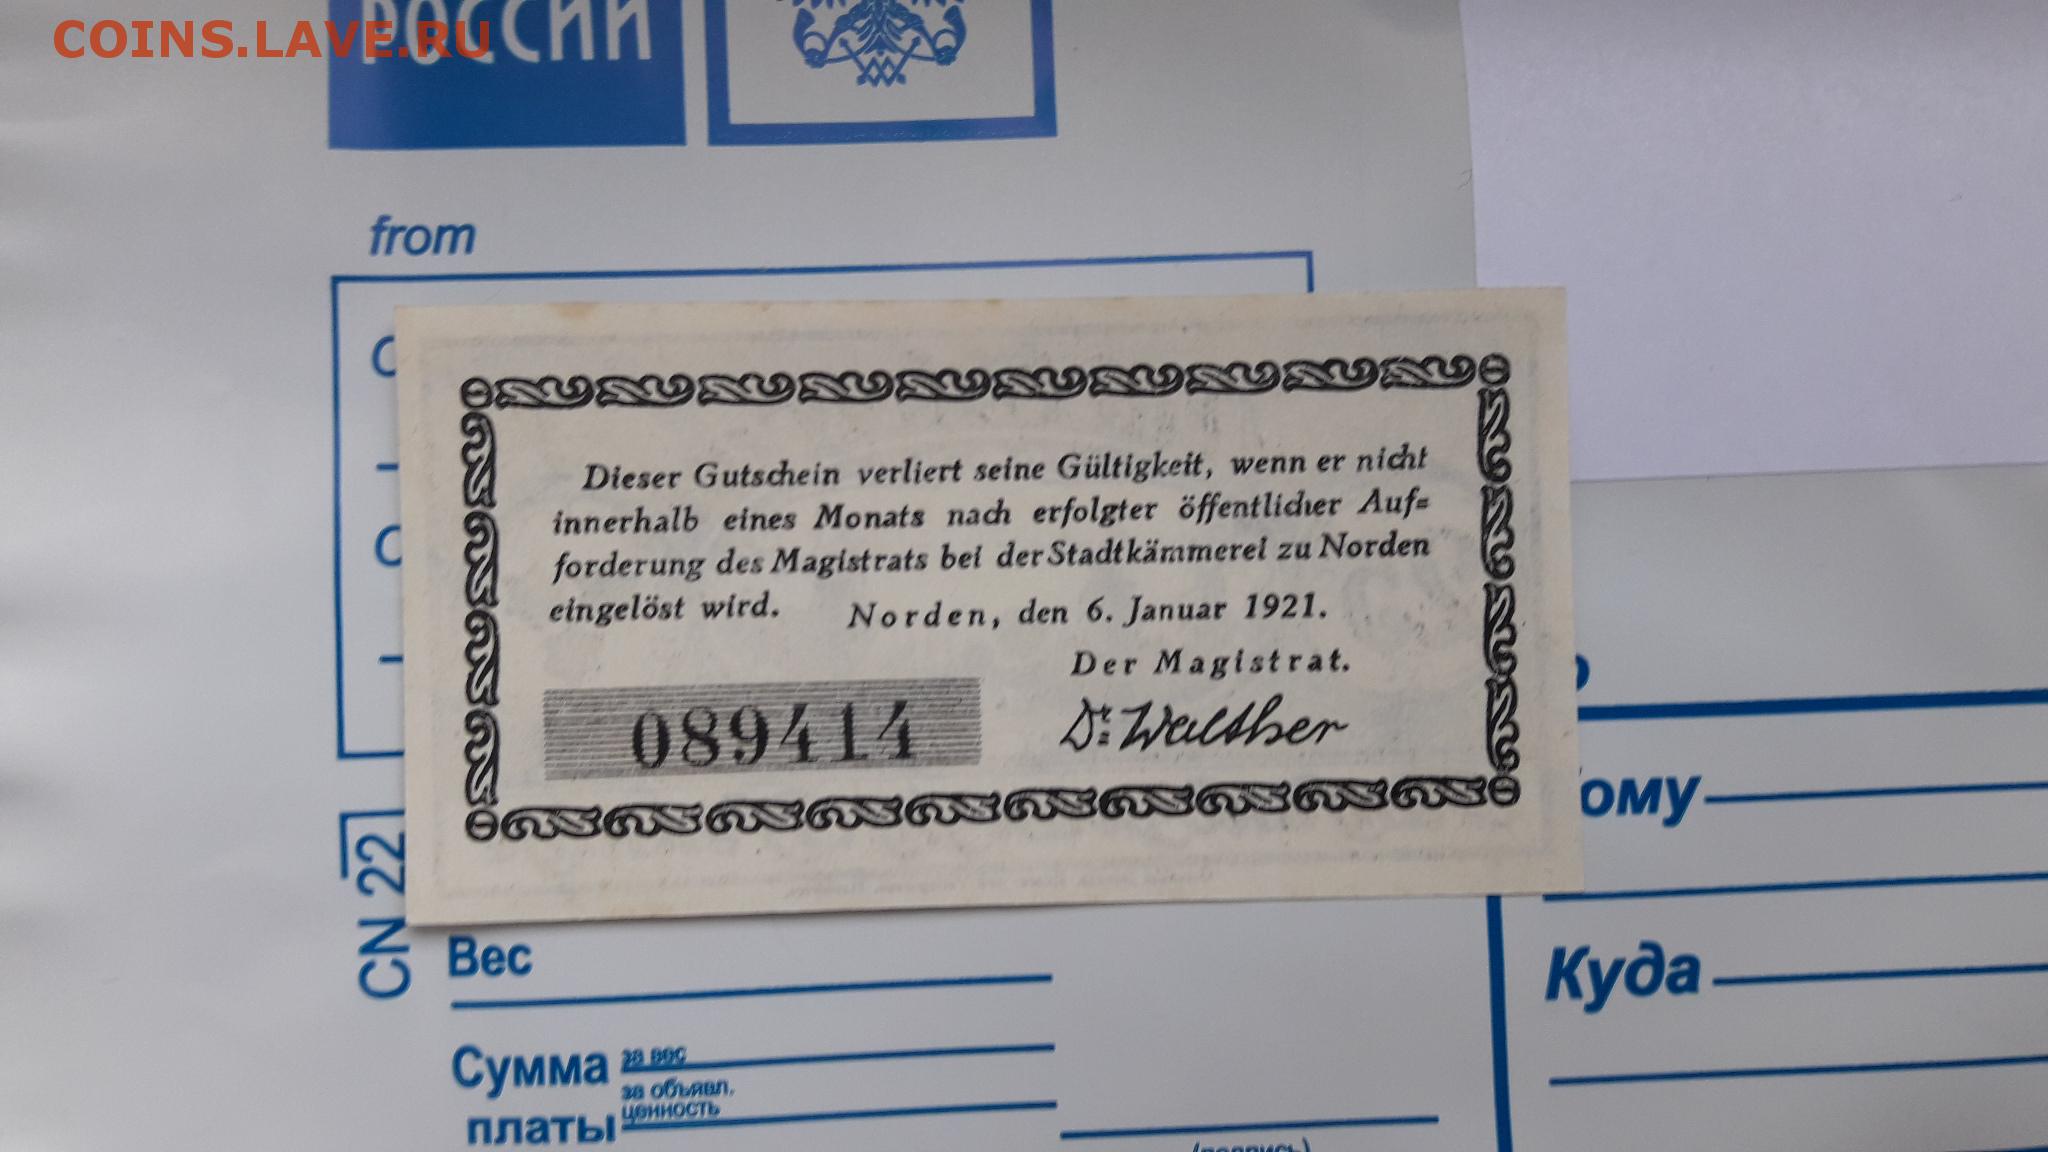 COINS.LAVE.RU
РОССИИ
from
Dieser Gutschein verliert seine Gültigkeit, wenn er nicht
innerhalb eines Monats nach erfolgter öffentlicher Auf=
forderung des Magistrats bei der Stadtkämmerei zu Norden
eingelöst wird. Norden, den 6. Januar 1921.
Der Magistrat.
089414
Dr. Walther
CN 22
Вес
Сумма
платы
за вес
за объявл.
ценность
(подпись)
ому
Куда